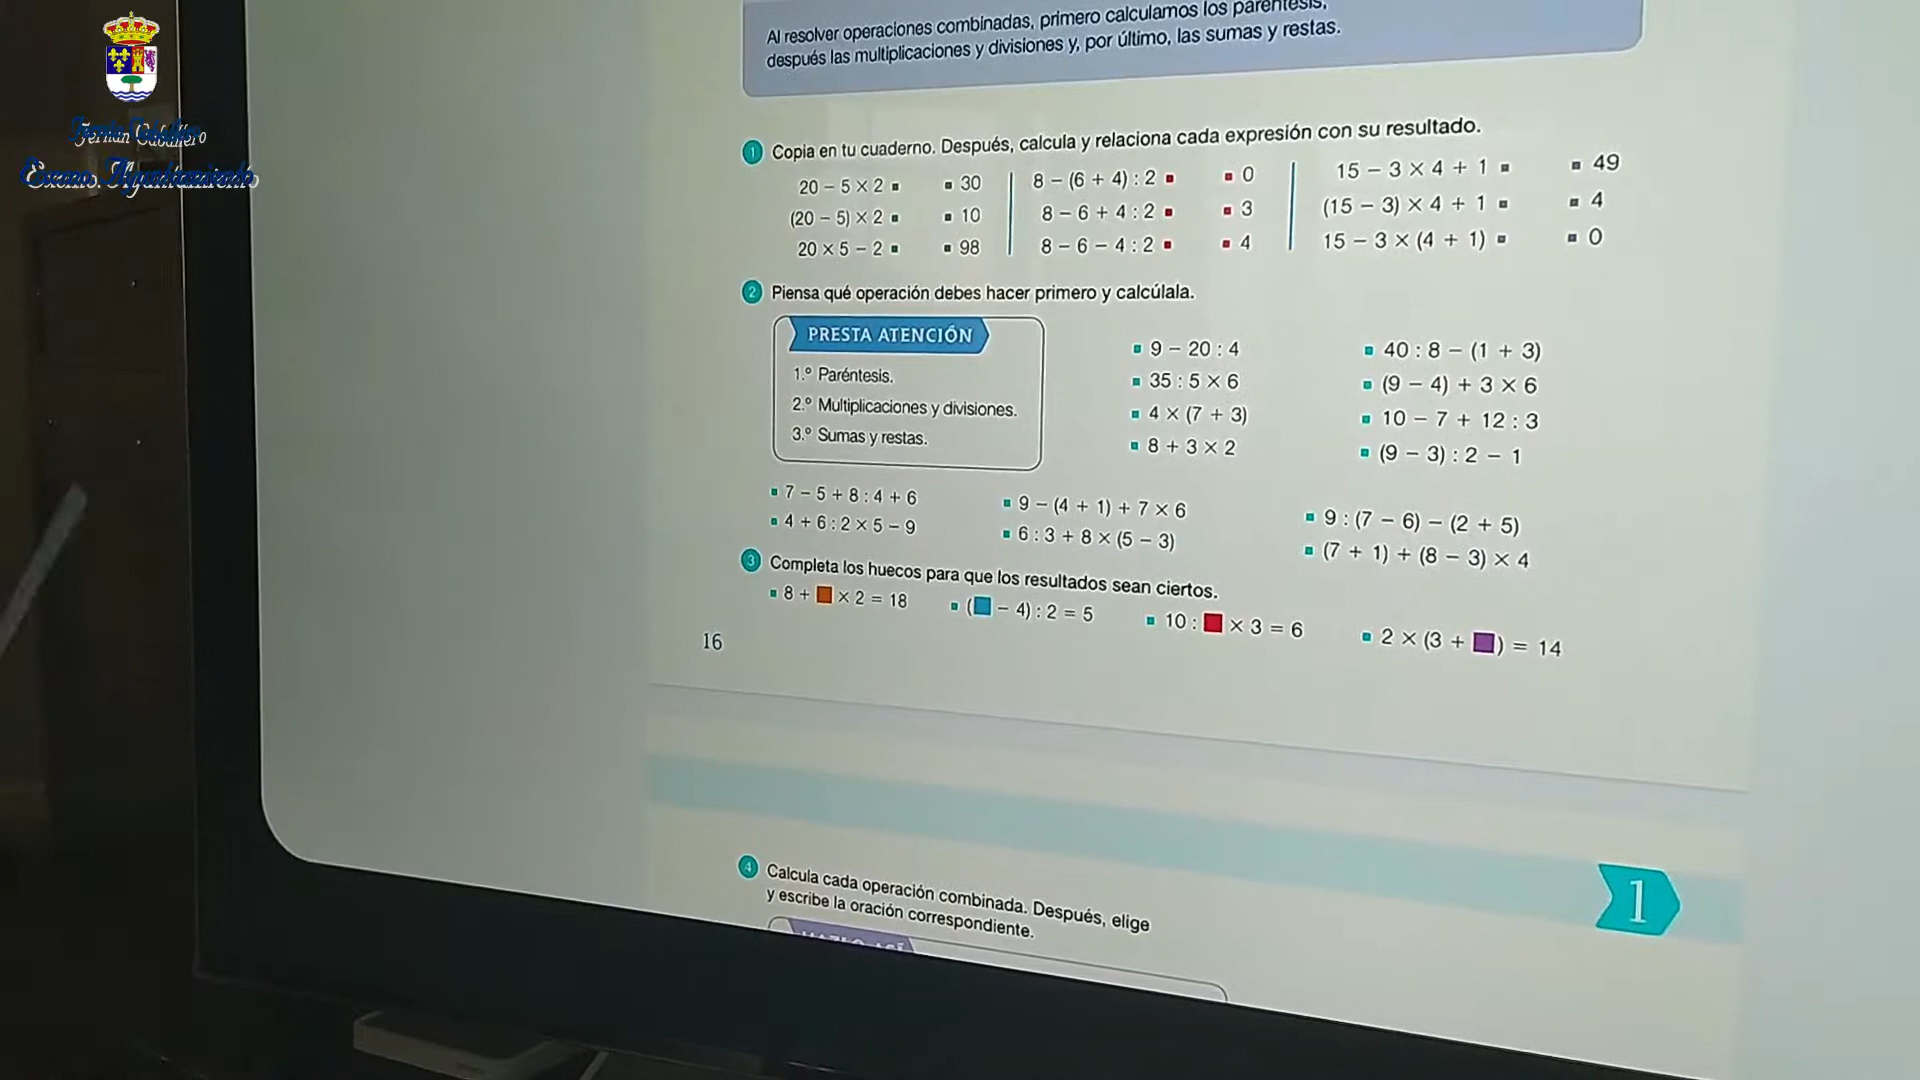 Fernán Caballero
Excmo. Ayuntamiento
Al resolver operaciones combinadas, primero calculamos los paréntesis,
después las multiplicaciones y divisiones y, por último, las sumas y restas.
1 Copia en tu cuaderno. Después, calcula y relaciona cada expresión con su resultado.
20 – 5 × 2 ▪ ▪ 30 8 – (6 + 4) : 2 ▪ ▪ 0 15 – 3 × 4 + 1 ▪ ▪ 49
(20 – 5) × 2 ▪ ▪ 10 8 – 6 + 4 : 2 ▪ ▪ 3 (15 – 3) × 4 + 1 ▪ ▪ 4
20 × 5 – 2 ▪ ▪ 98 8 – 6 – 4 : 2 ▪ ▪ 4 15 – 3 × (4 + 1) ▪ ▪ 0
2 Piensa qué operación debes hacer primero y calcúlala.
PRESTA ATENCIÓN
1.º Paréntesis.
2.º Multiplicaciones y divisiones.
3.º Sumas y restas.
▪ 9 – 20 : 4
▪ 35 : 5 × 6
▪ 4 × (7 + 3)
▪ 8 + 3 × 2
▪ 40 : 8 – (1 + 3)
▪ (9 – 4) + 3 × 6
▪ 10 – 7 + 12 : 3
▪ (9 – 3) : 2 – 1
▪ 7 – 5 + 8 : 4 + 6
▪ 4 + 6 : 2 × 5 – 9
▪ 9 – (4 + 1) + 7 × 6
▪ 6 : 3 + 8 × (5 – 3)
▪ 9 : (7 – 6) – (2 + 5)
▪ (7 + 1) + (8 – 3) × 4
3 Completa los huecos para que los resultados sean ciertos.
▪ 8 + ■ × 2 = 18 ▪ (■ – 4) : 2 = 5 ▪ 10 : ■ × 3 = 6 ▪ 2 × (3 + ■) = 14
16
1
4 Calcula cada operación combinada. Después, elige
y escribe la oración correspondiente.